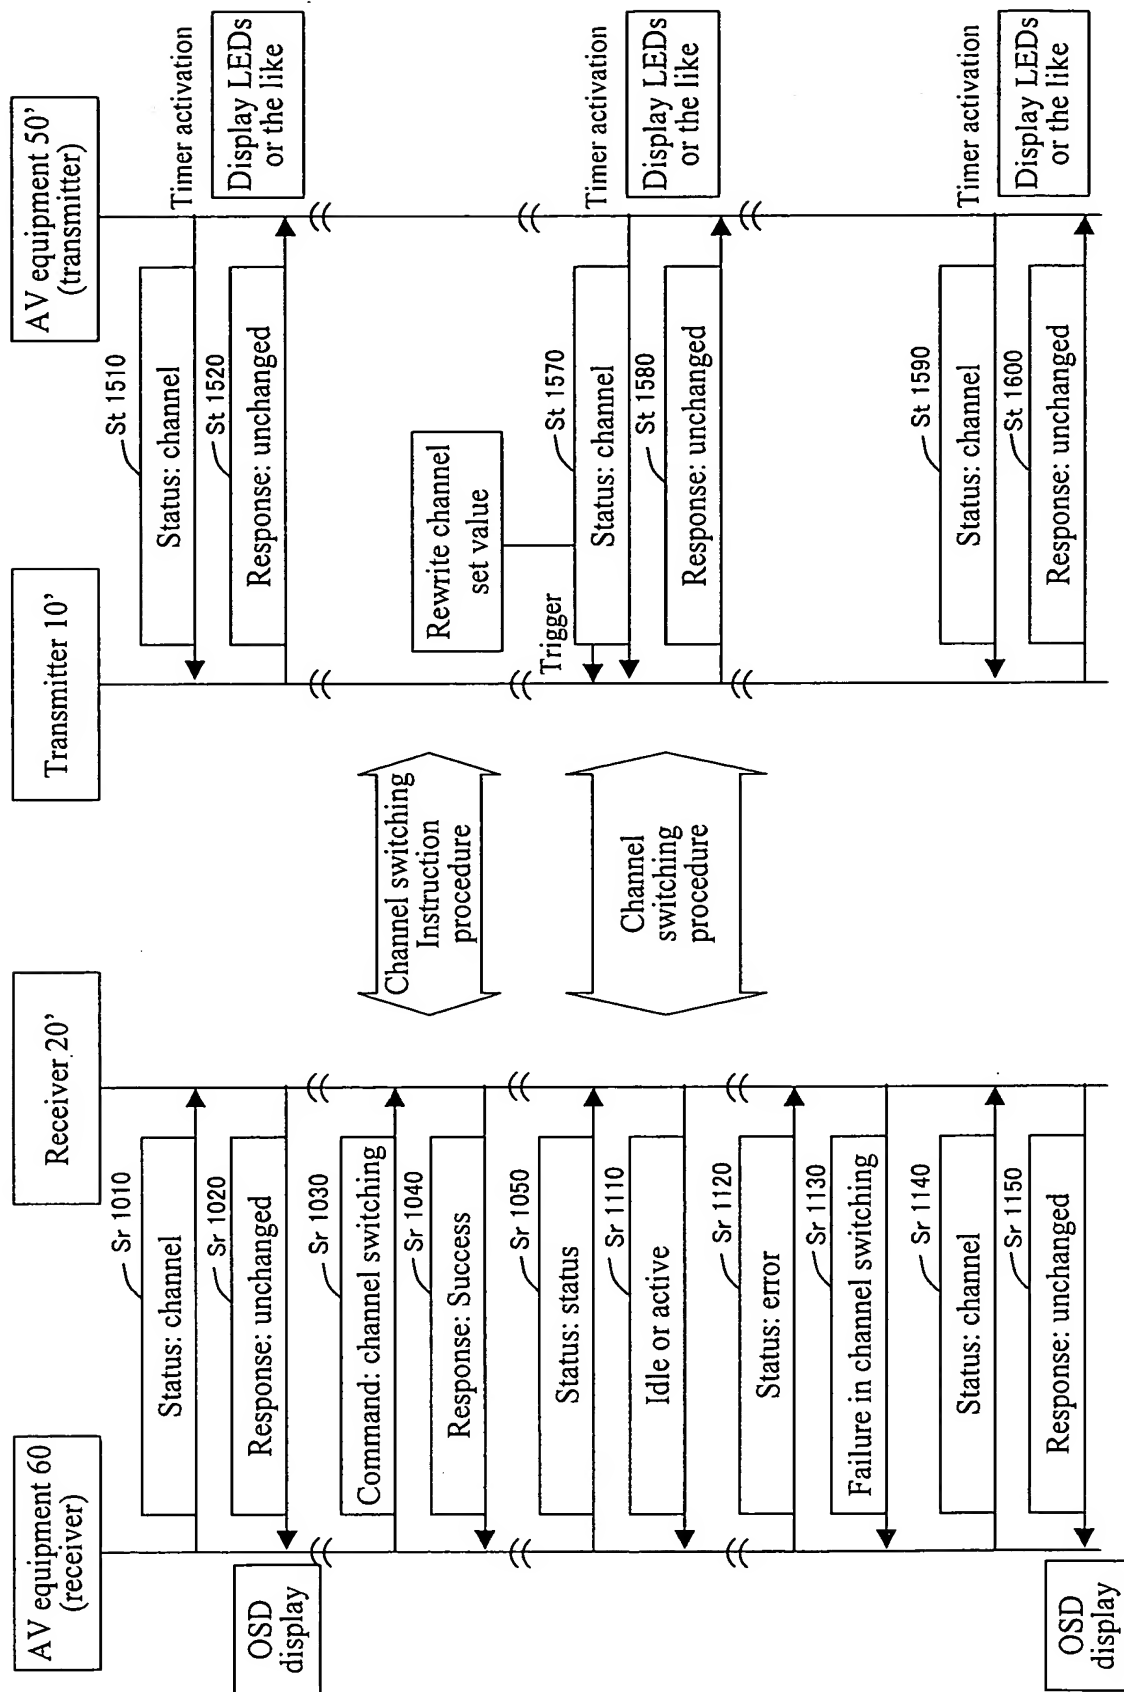 AV equipment 60
(receiver)
Receiver 20’
Transmitter 10’
AV equipment 50’
(transmitter)
Sr 1010
Status: channel
Sr 1020
Response: unchanged
OSD
display
Sr 1030
Command: channel switching
Sr 1040
Response: Success
Sr 1050
Status: status
Sr 1110
Idle or active
Sr 1120
Status: error
Sr 1130
Failure in channel switching
Sr 1140
Status: channel
Sr 1150
Response: unchanged
OSD
display
Channel switching
Instruction
procedure
Channel
switching
procedure
St 1510
Status: channel
Timer activation
St 1520
Response: unchanged
Display LEDs
or the like
Rewrite channel
set value
Trigger
St 1570
Status: channel
Timer activation
St 1580
Response: unchanged
Display LEDs
or the like
St 1590
Status: channel
Timer activation
St 1600
Response: unchanged
Display LEDs
or the like